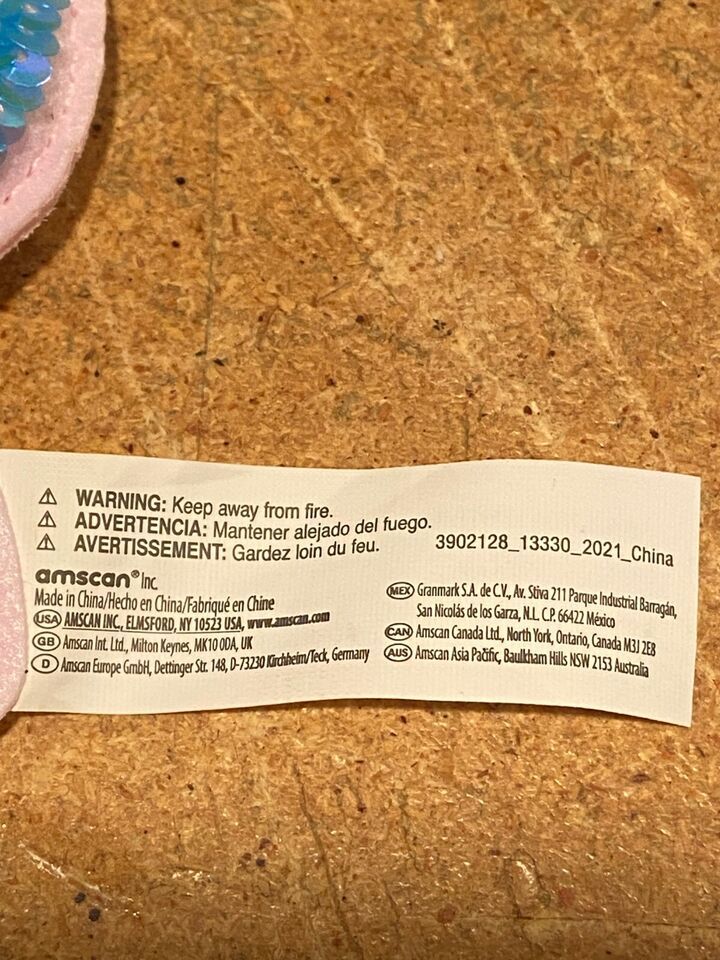 ⚠ WARNING: Keep away from fire.
⚠ ADVERTENCIA: Mantener alejado del fuego.
⚠ AVERTISSEMENT: Gardez loin du feu.
3902128_13330_2021_China
amscan® Inc.
Made in China/Hecho en China/Fabriqué en Chine
USA AMSCAN INC., ELMSFORD, NY 10523 USA, www.amscan.com
GB Amscan Int. Ltd., Milton Keynes, MK10 0DA, UK
D Amscan Europe GmbH, Dettinger Str. 148, D-73230 Kirchheim/Teck, Germany
MEX Granmark S.A. de C.V., Av. Stiva 211 Parque Industrial Barragán,
San Nicolás de los Garza, N.L. C.P. 66422 México
CAN Amscan Canada Ltd., North York, Ontario, Canada M3J 2E8
AUS Amscan Asia Pacific, Baulkham Hills NSW 2153 Australia